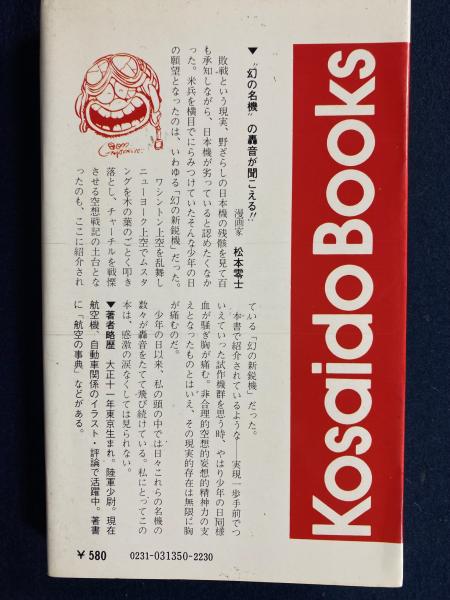 ▼“幻の名機”の轟音が聞こえる!!
漫画家 松本零士
敗戦という現実、野ざらしの日本機の残骸を見て百
も承知しながら、日本機が劣っていると認めたくなか
った。米兵を横目でにらみつけていたそんな少年の日
の願望となったのは、いわゆる「幻の新鋭機」だった。
ワシントン上空を乱舞し
ニューヨーク上空でムスタ
ングを木の葉のごとく叩き
落とし、チャーチルを戦慄
させる空想戦記の土台とな
ったのも、ここに紹介され
ている「幻の新鋭機」だった。
本書で紹介されているような——実現一歩手前でつ
いえていった試作機群を思う時、やはり少年の日同様
血が騒ぎ胸が痛む。非合理的空想的妄想的精神力の支
えとなったものとはいえ、その現実的存在は無限に胸
が痛むのだ。
少年の日以来、私の頭の中では日々これらの名機の
数々が轟音をたてて飛び続けている。私にとってこの
本は、感激の涙なくしては見られない。
▼著者略歴 大正十一年東京生まれ。陸軍少尉。現在
航空機、自動車関係のイラスト・評論で活躍中。著書
に「航空の事典」などがある。
Kosaido Books
¥580 0231-031350-2230